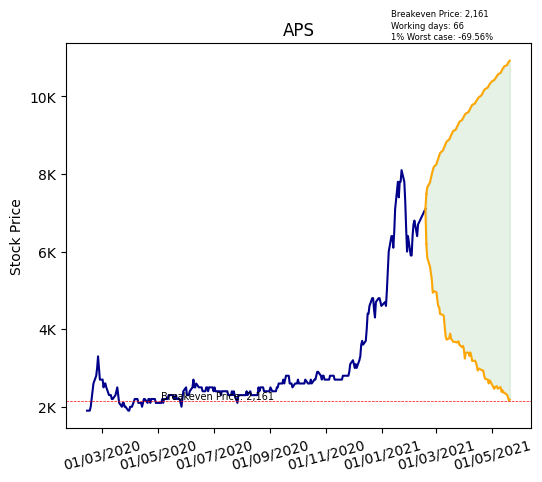 Breakeven Price: 2,161
Working days: 66
1% Worst case: -69.56%
APS
Stock Price
10K
8K
6K
4K
2K
Breakeven Price: 2,161
01/03/2020
01/05/2020
01/07/2020
01/09/2020
01/11/2020
01/01/2021
01/03/2021
01/05/2021